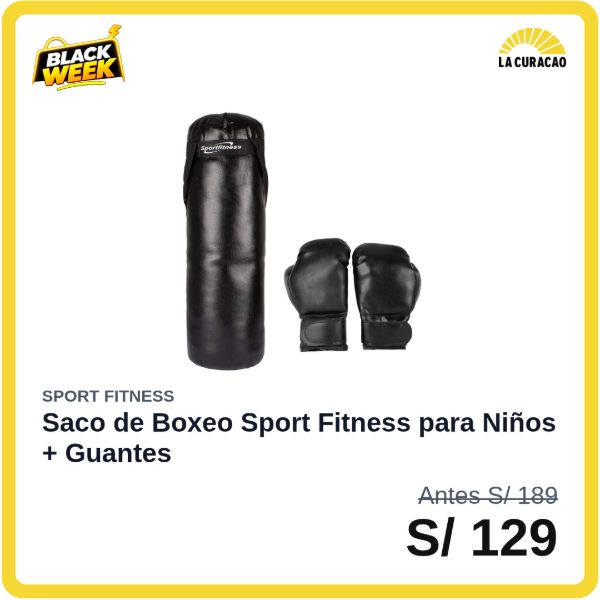 BLACK
WEEK
LA CURACAO
Sportfitness
SPORT FITNESS
Saco de Boxeo Sport Fitness para Niños
+ Guantes
Antes S/ 189
S/ 129